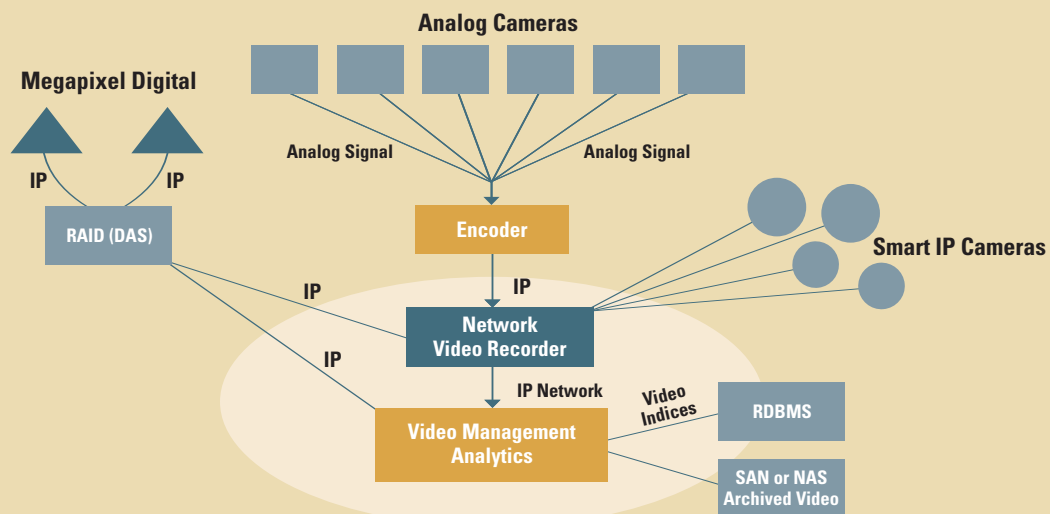 Analog Cameras
Megapixel Digital
Analog Signal
Analog Signal
IP
IP
RAID (DAS)
Encoder
Smart IP Cameras
IP
IP
Network
Video Recorder
IP
IP Network
Video
Indices
RDBMS
Video Management
Analytics
SAN or NAS
Archived Video